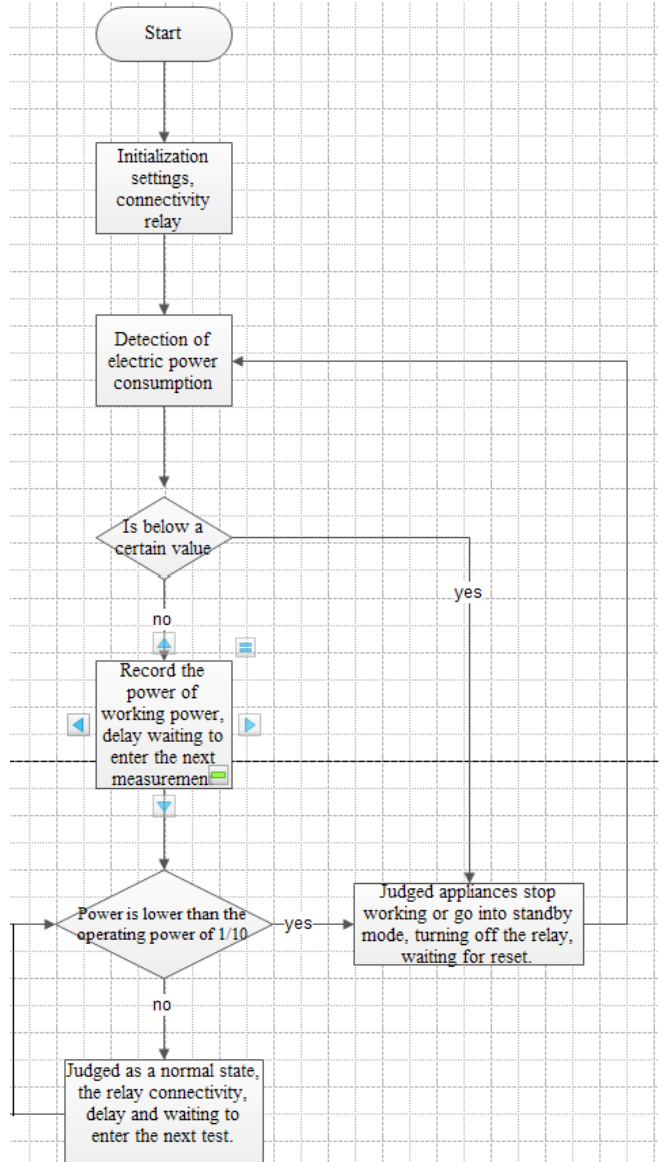 Start
Initialization
settings,
connectivity
relay
Detection of
electric power
consumption
Is below a
certain value
yes
no
Record the
power of
working power,
delay waiting to
enter the next
measuremen
Power is lower than the
operating power of 1/10
yes
Judged appliances stop
working or go into standby
mode, turning off the relay,
waiting for reset.
no
Judged as a normal state,
the relay connectivity,
delay and waiting to
enter the next test.